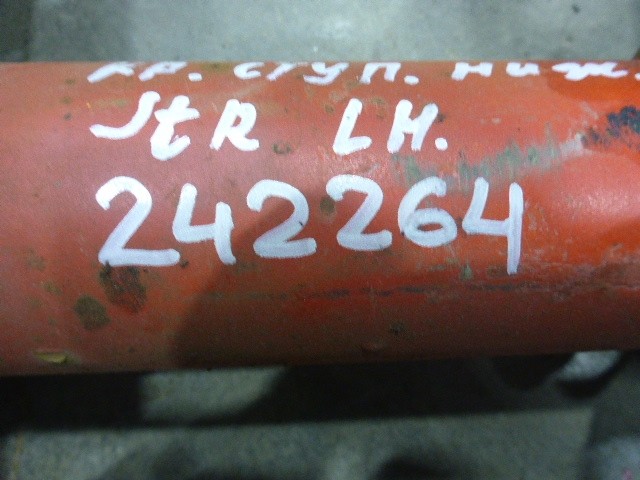 кр. ступ. ниж.
StR LH.
242264